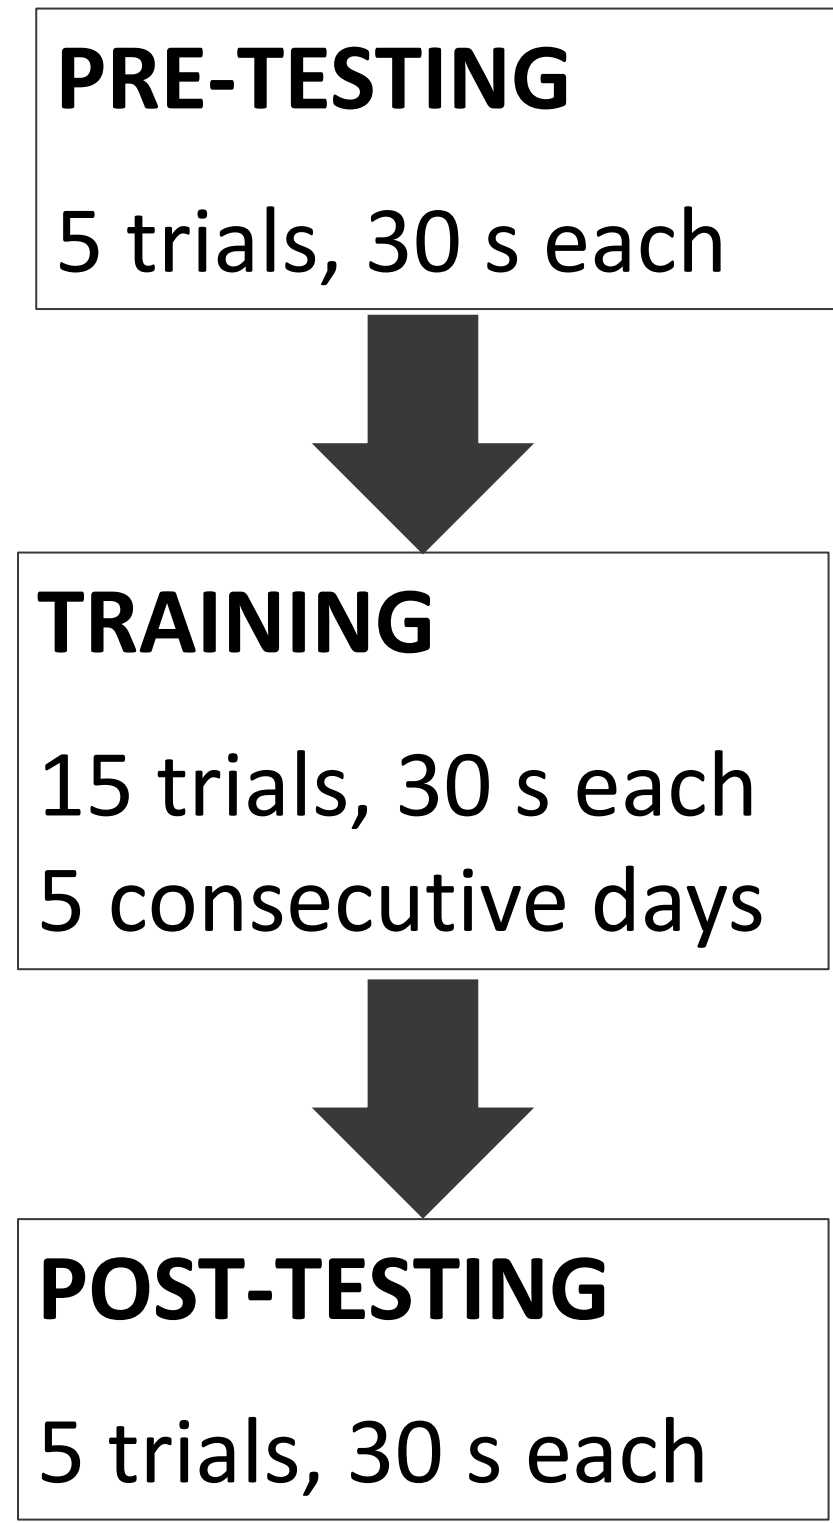 PRE-TESTING
5 trials, 30 s each
TRAINING
15 trials, 30 s each
5 consecutive days
POST-TESTING
5 trials, 30 s each